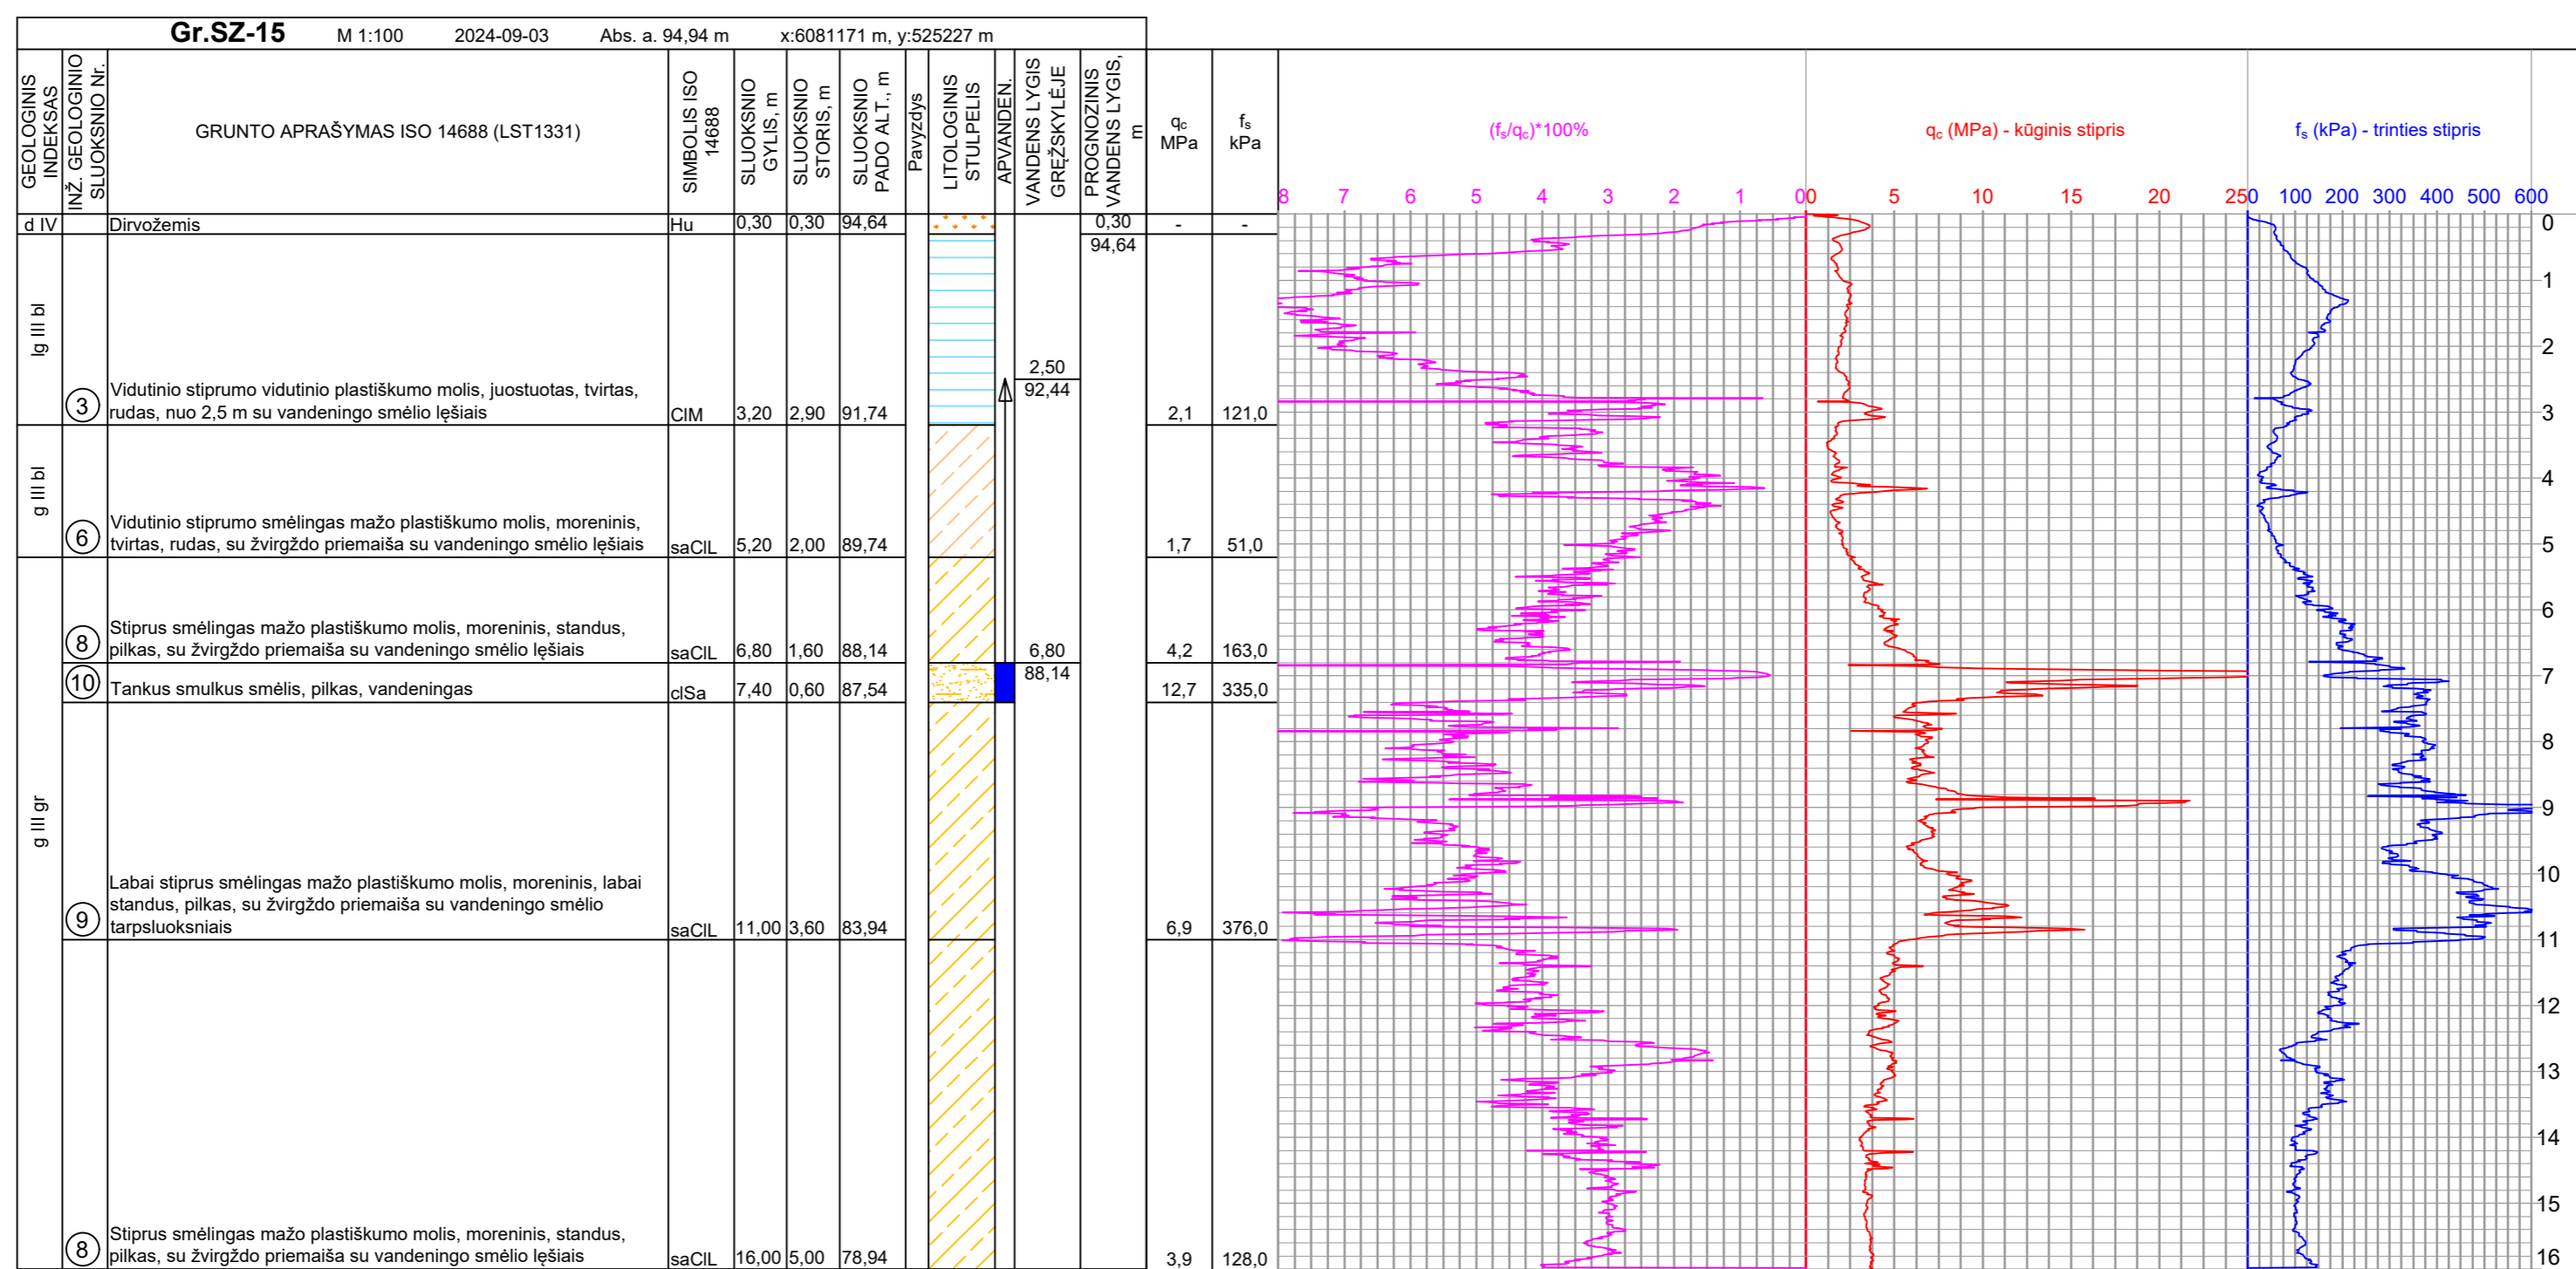 Gr.SZ-15 M 1:100 2024-09-03 Abs. a. 94,94 m x:6081171 m, y:525227 m
GEOLOGINIS
INDEKSAS
INŽ. GEOLOGINIO
SLUOKSNIO Nr.
GRUNTO APRAŠYMAS ISO 14688 (LST1331)
SIMBOLIS ISO
14688
SLUOKSNIO
GYLIS, m
SLUOKSNIO
STORIS, m
SLUOKSNIO
PADO ALT., m
Pavyzdys
LITOLOGINIS
STULPELIS
APVANDEN.
VANDENS LYGIS
GRĘŽSKYLĖJE
PROGNOZINIS
VANDENS LYGIS,
m
qc
MPa
fs
kPa
(fs/qc)*100%
qc (MPa) - kūginis stipris
fs (kPa) - trinties stipris
8 7 6 5 4 3 2 1 0
0 5 10 15 20 25
0 100 200 300 400 500 600
d IV Dirvožemis Hu 0,30 0,30 94,64 0,30 - -
94,64
lg III bl
2,50
92,44
Vidutinio stiprumo vidutinio plastiškumo molis, juostuotas, tvirtas,
3 rudas, nuo 2,5 m su vandeningo smėlio lęšiais ClM 3,20 2,90 91,74 2,1 121,0
g III bl
Vidutinio stiprumo smėlingas mažo plastiškumo molis, moreninis,
6 tvirtas, rudas, su žvirgždo priemaiša su vandeningo smėlio lęšiais saClL 5,20 2,00 89,74 1,7 51,0
Stiprus smėlingas mažo plastiškumo molis, moreninis, standus,
8 pilkas, su žvirgždo priemaiša su vandeningo smėlio lęšiais saClL 6,80 1,60 88,14 6,80 4,2 163,0
88,14
10 Tankus smulkus smėlis, pilkas, vandeningas clSa 7,40 0,60 87,54 12,7 335,0
g III gr
Labai stiprus smėlingas mažo plastiškumo molis, moreninis, labai
standus, pilkas, su žvirgždo priemaiša su vandeningo smėlio
9 tarpsluoksniais saClL 11,00 3,60 83,94 6,9 376,0
Stiprus smėlingas mažo plastiškumo molis, moreninis, standus,
8 pilkas, su žvirgždo priemaiša su vandeningo smėlio lęšiais saClL 16,00 5,00 78,94 3,9 128,0
0
1
2
3
4
5
6
7
8
9
10
11
12
13
14
15
16